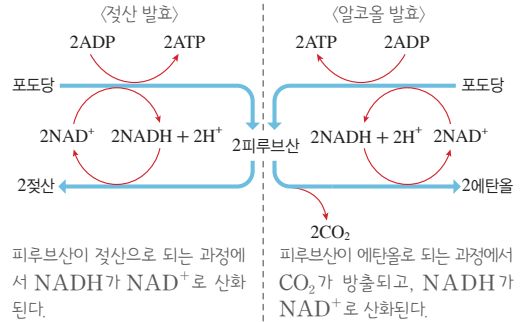 〈젖산 발효〉
2ADP 2ATP
포도당
2NAD⁺ 2NADH + 2H⁺
2젖산
2피루브산
〈알코올 발효〉
2ATP 2ADP
포도당
2NADH + 2H⁺ 2NAD⁺
2에탄올
2CO₂
피루브산이 젖산으로 되는 과정에
서 NADH가 NAD⁺로 산화
된다.
피루브산이 에탄올로 되는 과정에서
CO₂가 방출되고, NADH가
NAD⁺로 산화된다.